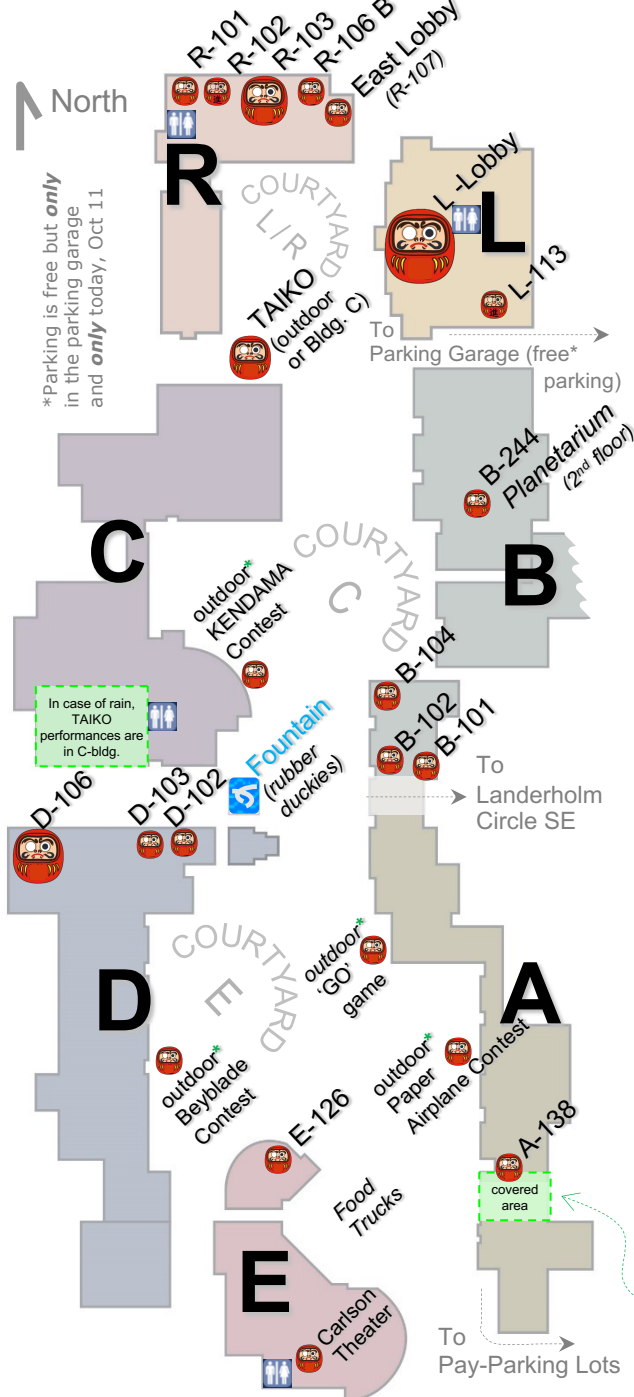 R-101
R-102
R-103
R-106 B
East Lobby
(R-107)
North
R
COURTYARD
L/R
L -Lobby
L
L-113
*Parking is free but only
in the parking garage
and only today, Oct 11
TAIKO
(outdoor
or Bldg. C)
To
Parking Garage (free*
parking)
B-244
Planetarium
(2nd floor)
C
COURTYARD
C
B
outdoor*
KENDAMA
Contest
B-104
B-102
B-101
In case of rain,
TAIKO
performances are
in C-bldg.
Fountain
(rubber
duckies)
To
Landerholm
Circle SE
D-106
D-103
D-102
COURTYARD
E
outdoor*
'GO'
game
D
A
outdoor*
Beyblade
Contest
outdoor*
Paper
Airplane Contest
E-126
A-138
Food
Trucks
covered
area
E
Carlson
Theater
To
Pay-Parking Lots